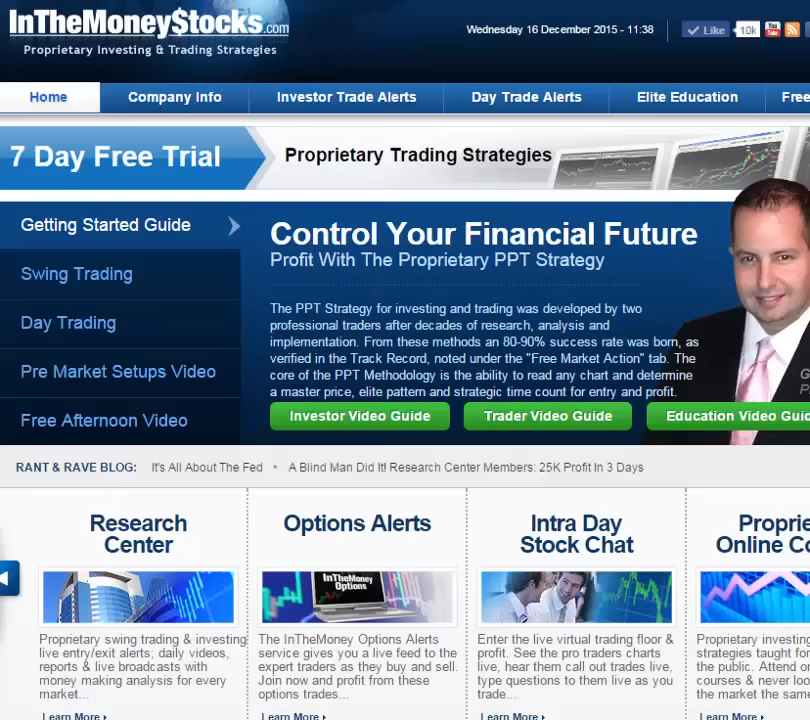 InTheMoney$tocks.com
Proprietary Investing & Trading Strategies
Wednesday 16 December 2015 - 11:38
Like
10k
You
Home
Company Info
Investor Trade Alerts
Day Trade Alerts
Elite Education
Free
7 Day Free Trial
Proprietary Trading Strategies
Getting Started Guide
Swing Trading
Day Trading
Pre Market Setups Video
Free Afternoon Video
Control Your Financial Future
Profit With The Proprietary PPT Strategy
The PPT Strategy for investing and trading was developed by two
professional traders after decades of research, analysis and
implementation. From these methods an 80-90% success rate was born, as
verified in the Track Record, noted under the "Free Market Action" tab. The
core of the PPT Methodology is the ability to read any chart and determine
a master price, elite pattern and strategic time count for entry and profit.
G
P
Investor Video Guide
Trader Video Guide
Education Video Guid
RANT & RAVE BLOG: It's All About The Fed • A Blind Man Did It! Research Center Members: 25K Profit In 3 Days
Research
Center
Proprietary swing trading & investing
live entry/exit alerts; daily videos,
reports & live broadcasts with
money making analysis for every
market...
Learn More
Options Alerts
InTheMoney
Options
The InTheMoney Options Alerts
service gives you a live feed to the
expert traders as they buy and sell.
Join now and profit from these
options trades...
Learn More
Intra Day
Stock Chat
Enter the live virtual trading floor &
profit. See the pro traders charts
live, hear them call out trades live,
type questions to them live as you
trade...
Learn More
Proprie
Online Co
Proprietary inves
strategies taught for
the public. Attend or
courses & never loo
the market the same
Learn More